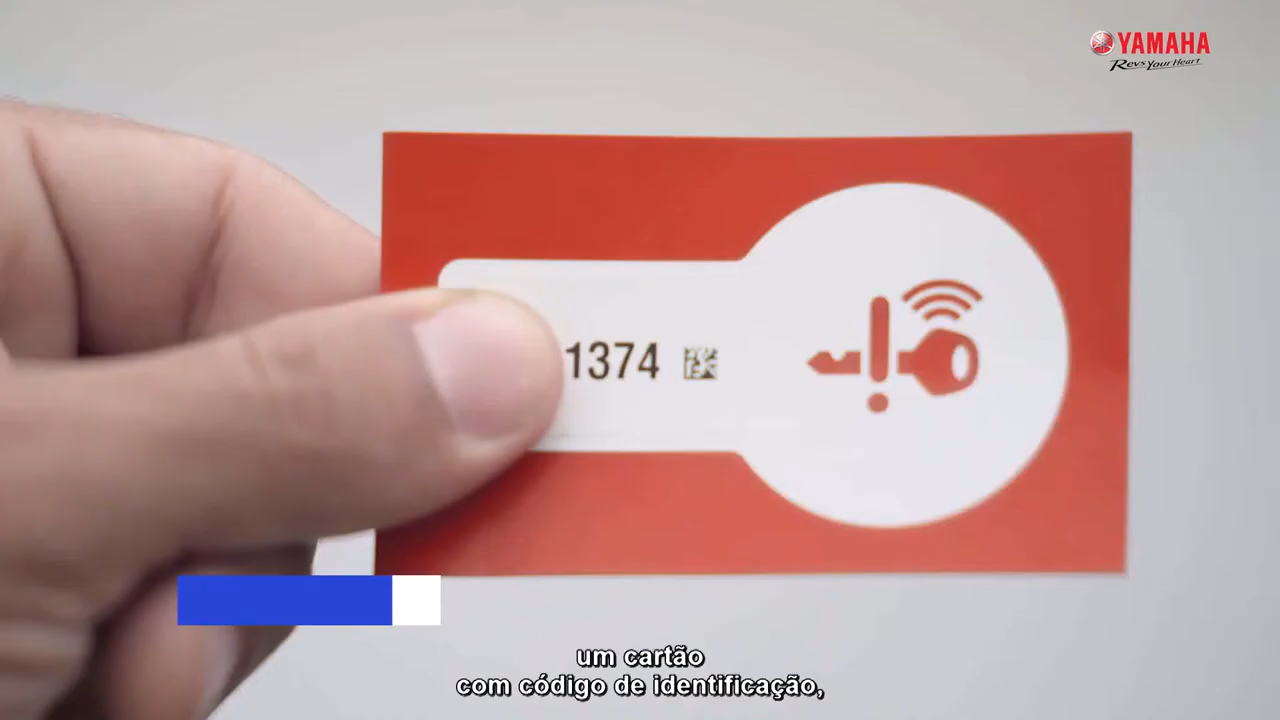 YAMAHA
Revs Your Heart
1374
um cartão
com código de identificação,